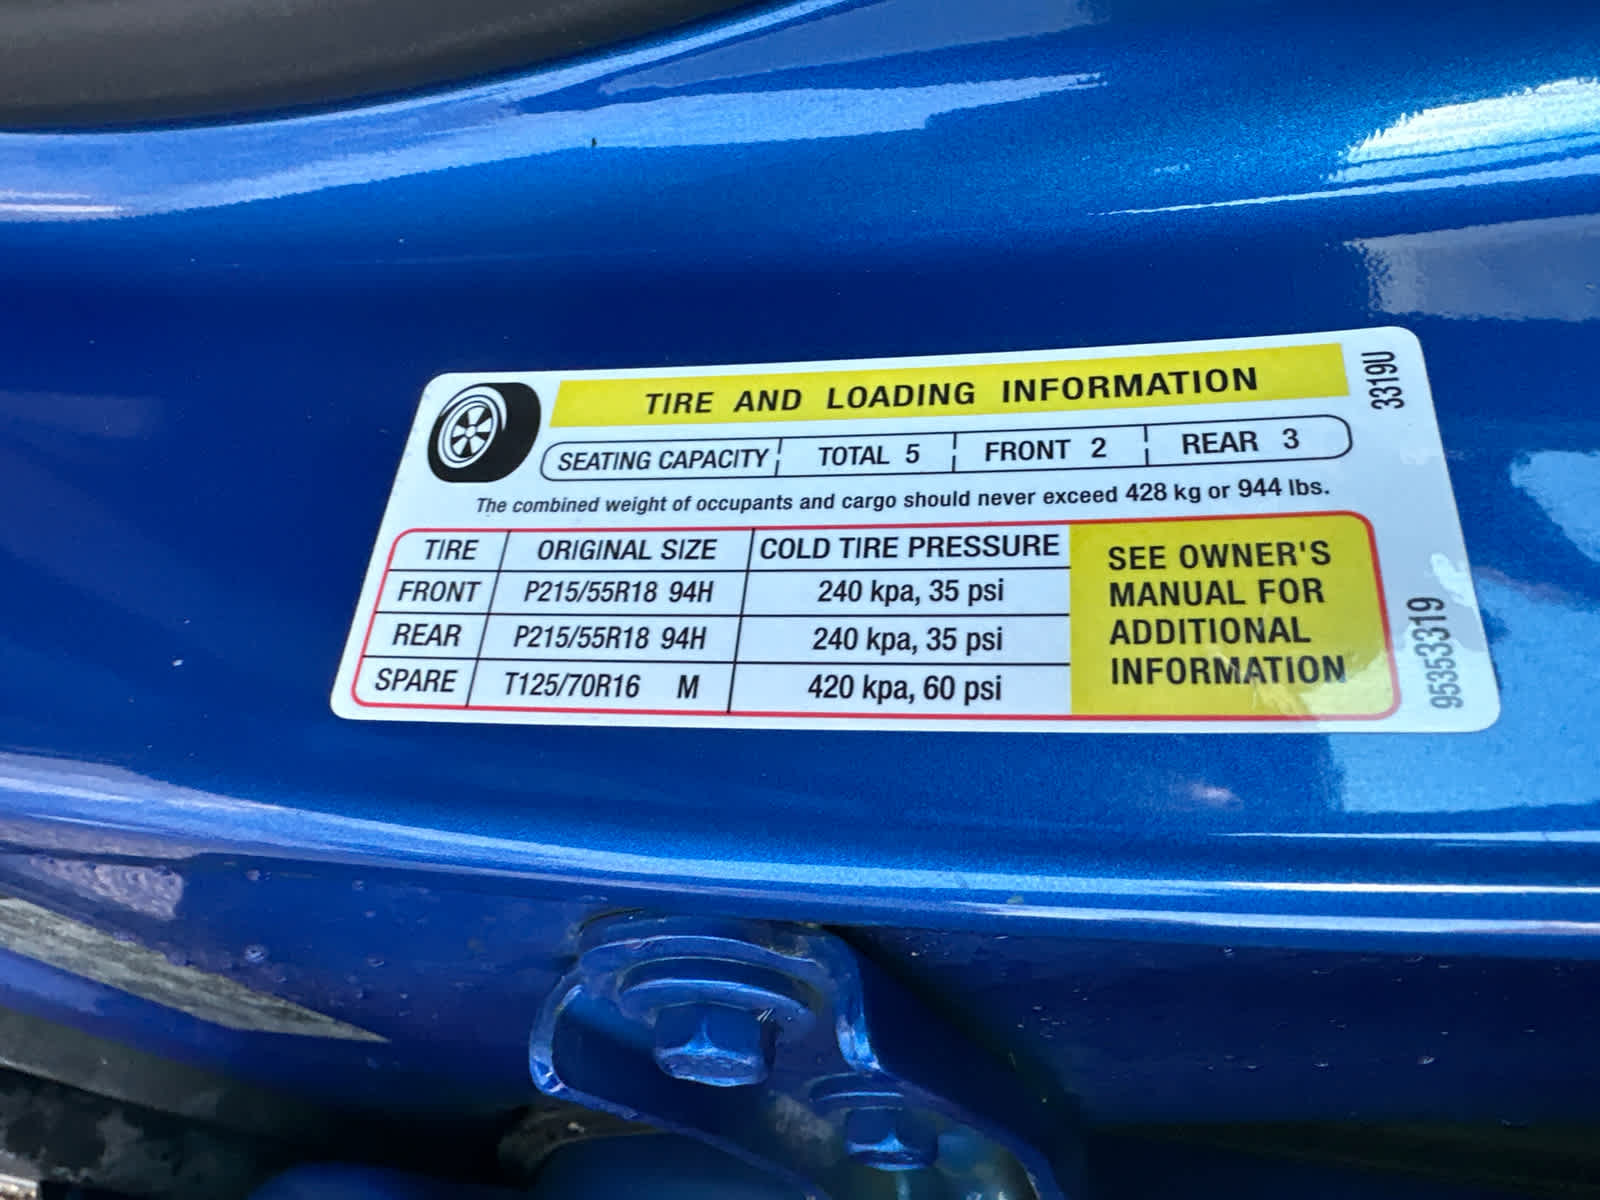 TIRE AND LOADING INFORMATION
3319U
SEATING CAPACITY TOTAL 5 FRONT 2 REAR 3
The combined weight of occupants and cargo should never exceed 428 kg or 944 lbs.
TIRE ORIGINAL SIZE COLD TIRE PRESSURE
FRONT P215/55R18 94H 240 kpa, 35 psi
REAR P215/55R18 94H 240 kpa, 35 psi
SPARE T125/70R16 M 420 kpa, 60 psi
SEE OWNER'S
MANUAL FOR
ADDITIONAL
INFORMATION
95353319